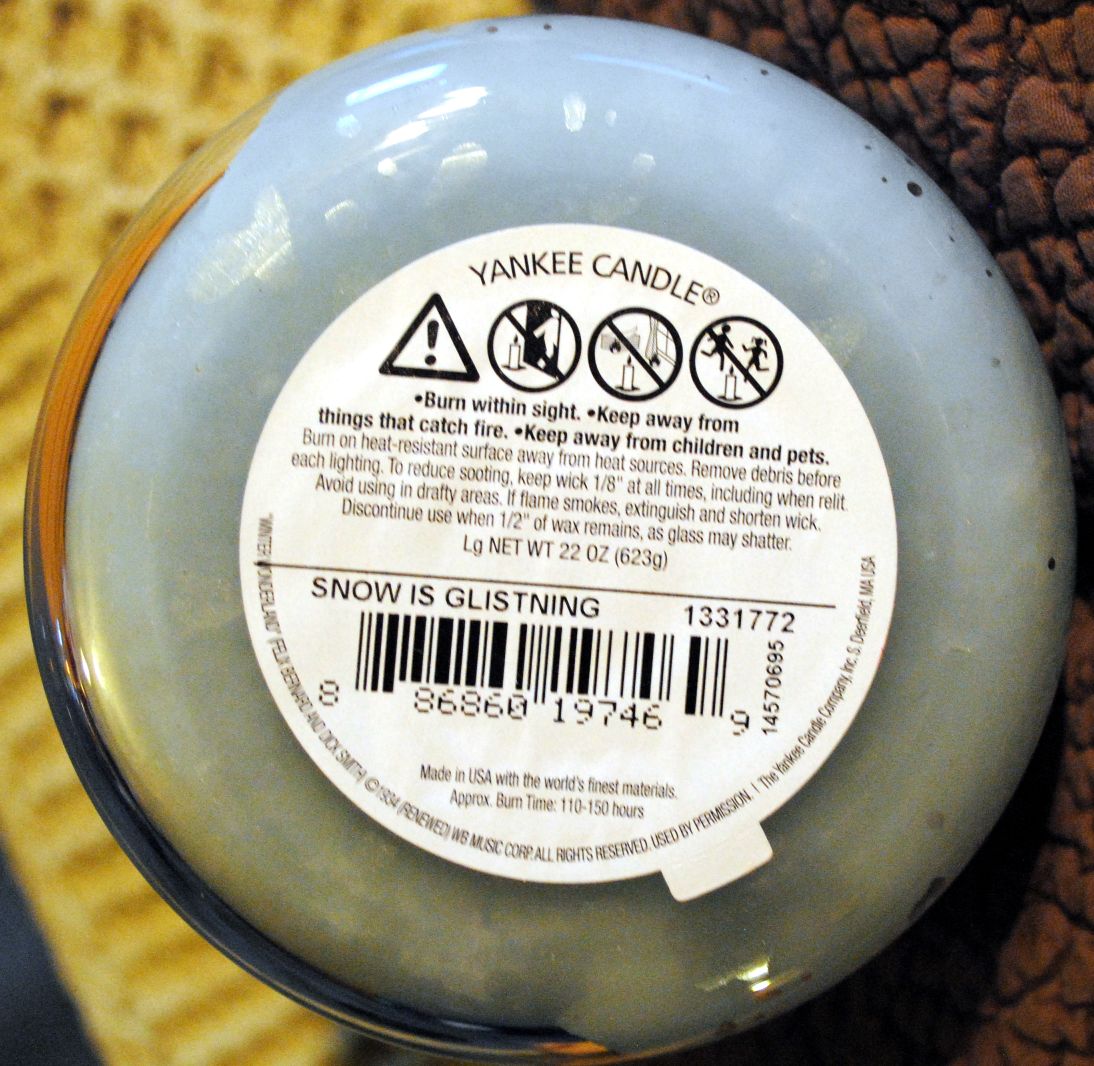 YANKEE CANDLE®
•Burn within sight. •Keep away from
things that catch fire. •Keep away from children and pets.
Burn on heat-resistant surface away from heat sources. Remove debris before
each lighting. To reduce sooting, keep wick 1/8" at all times, including when relit.
Avoid using in drafty areas. If flame smokes, extinguish and shorten wick.
Discontinue use when 1/2" of wax remains, as glass may shatter.
Lg NET WT 22 OZ (623g)
SNOW IS GLISTNING 1331772
8 86860 19746 9
14570695
Made in USA with the world's finest materials.
Approx. Burn Time: 110-150 hours
"WINTER WONDERLAND" (FELIX BERNARD AND DICK SMITH) ©1934 (RENEWED) WB MUSIC CORP. ALL RIGHTS RESERVED. USED BY PERMISSION. | The Yankee Candle Company, Inc. S. Deerfield, MA USA